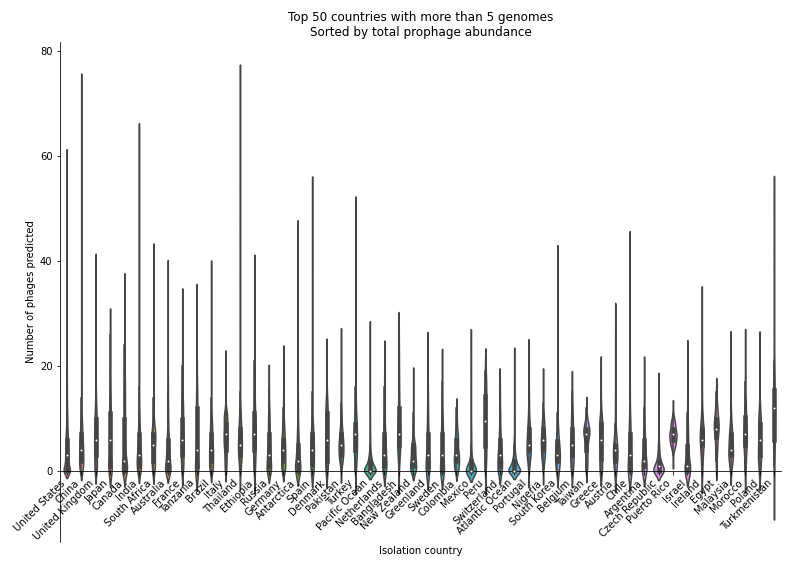 Top 50 countries with more than 5 genomes
Sorted by total prophage abundance
80
60
40
20
0
Number of phages predicted
United States
China
United Kingdom
Japan
Canada
India
South Africa
Australia
France
Tanzania
Brazil
Italy
Thailand
Ethiopia
Russia
Germany
Antarctica
Spain
Denmark
Pakistan
Turkey
Pacific Ocean
Netherlands
Bangladesh
New Zealand
Greenland
Sweden
Colombia
Mexico
Peru
Switzerland
Atlantic Ocean
Portugal
Nigeria
South Korea
Belgium
Taiwan
Greece
Austria
Chile
Argentina
Czech Republic
Puerto Rico
Israel
Ireland
Egypt
Malaysia
Morocco
Poland
Turkmenistan
Isolation country